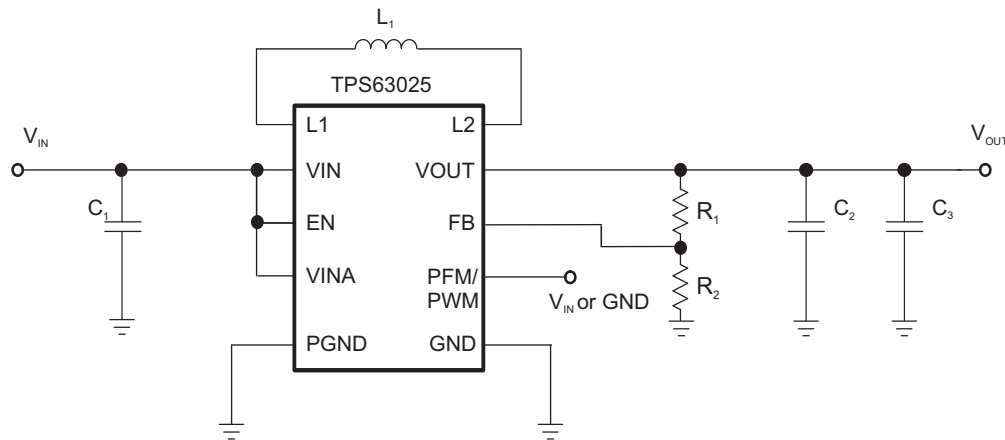 L1
TPS63025
L1 L2
VIN VOUT
VIN VOUT
C1 R1 C2 C3
EN FB
VINA PFM/
PWM
R2
VIN or GND
PGND GND